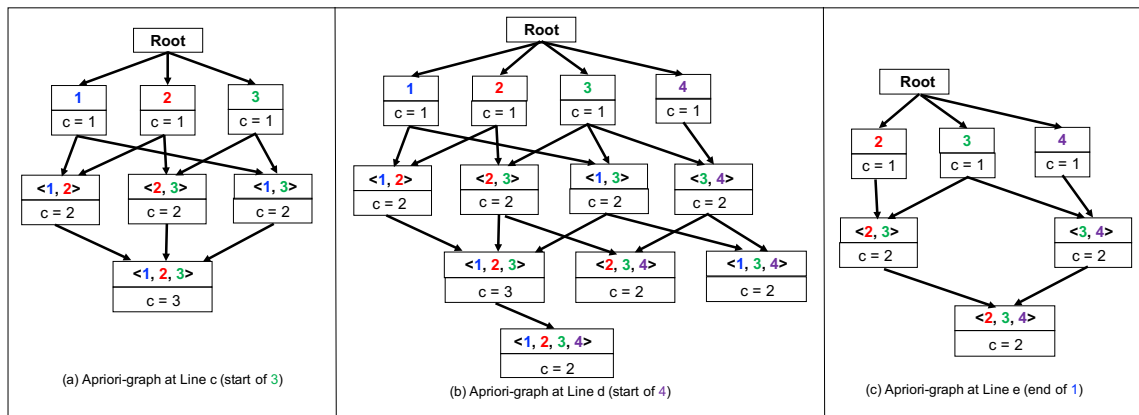 Root
1 2 3
c = 1 c = 1 c = 1
<1, 2> <2, 3> <1, 3>
c = 2 c = 2 c = 2
<1, 2, 3>
c = 3
(a) Apriori-graph at Line c (start of 3)
Root
1 2 3 4
c = 1 c = 1 c = 1 c = 1
<1, 2> <2, 3> <1, 3> <3, 4>
c = 2 c = 2 c = 2 c = 2
<1, 2, 3> <2, 3, 4> <1, 3, 4>
c = 3 c = 2 c = 2
<1, 2, 3, 4>
c = 2
(b) Apriori-graph at Line d (start of 4)
Root
2 3 4
c = 1 c = 1 c = 1
<2, 3> <3, 4>
c = 2 c = 2
<2, 3, 4>
c = 2
(c) Apriori-graph at Line e (end of 1)